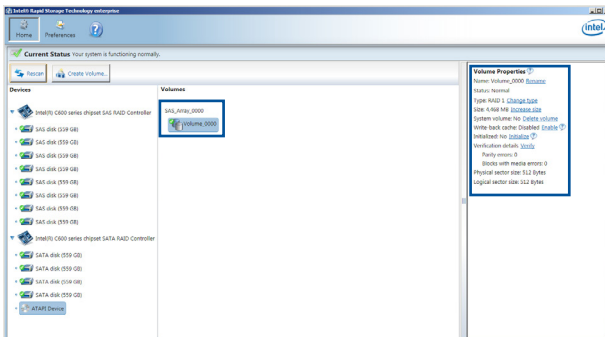 Intel® Rapid Storage Technology enterprise
Home
Preferences
Current Status Your system is functioning normally.
Rescan
Create Volume...
Devices
Intel(R) C600 series chipset SAS RAID Controller
SAS disk (559 GB)
SAS disk (559 GB)
SAS disk (559 GB)
SAS disk (559 GB)
SAS disk (559 GB)
SAS disk (559 GB)
SAS disk (559 GB)
SAS disk (559 GB)
Intel(R) C600 series chipset SATA RAID Controller
SATA disk (559 GB)
SATA disk (559 GB)
SATA disk (559 GB)
SATA disk (559 GB)
ATAPI Device
Volumes
SAS_Array_0000
Volume_0000
intel
Volume Properties ?
Name: Volume_0000 Rename
Status: Normal
Type: RAID 1 Change type
Size: 4,468 MB Increase size
System volume: No Delete volume
Write back cache: Disabled Enable ?
Initialized: No Initialize ?
Verification details Verify
Parity errors: 0
Blocks with media errors: 0
Physical sector size: 512 Bytes
Logical sector size: 512 Bytes